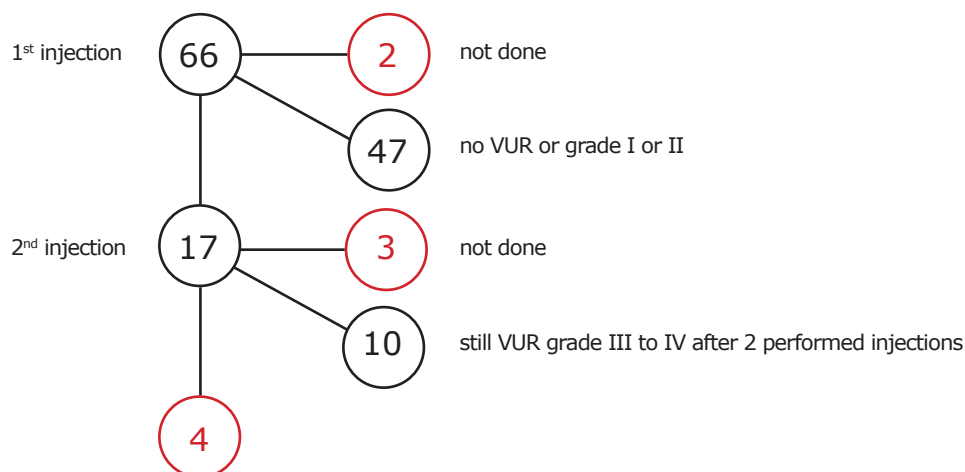 1st injection 66 2 not done
47 no VUR or grade I or II
2nd injection 17 3 not done
10 still VUR grade III to IV after 2 performed injections
4